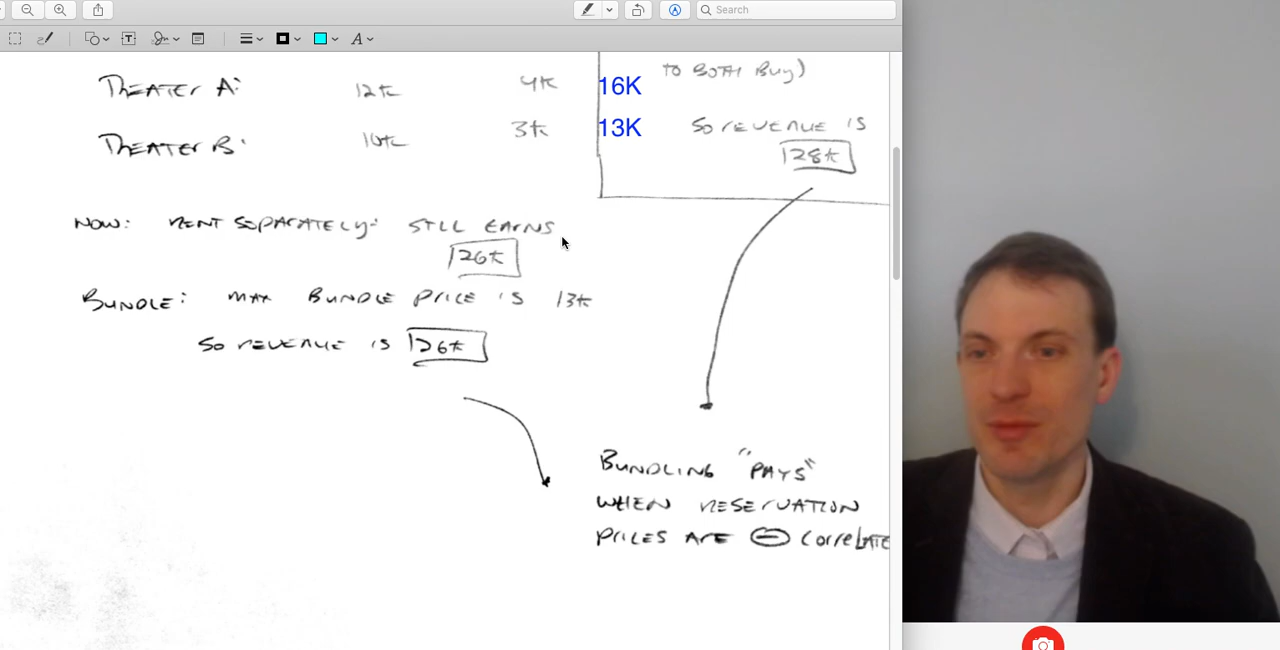 Search
A
TO BOTH BUY)
THEATER A: 12K 4K 16K
THEATER B: 10K 3K 13K
SO REVENUE IS
28K
NOW: RENT SEPARATELY: STILL EARNS
26K
BUNDLE: MAX BUNDLE PRICE IS 13K
SO REVENUE IS 26K
BUNDLING "PAYS"
WHEN RESERVATION
PRICES ARE ⊖ CORRELATE